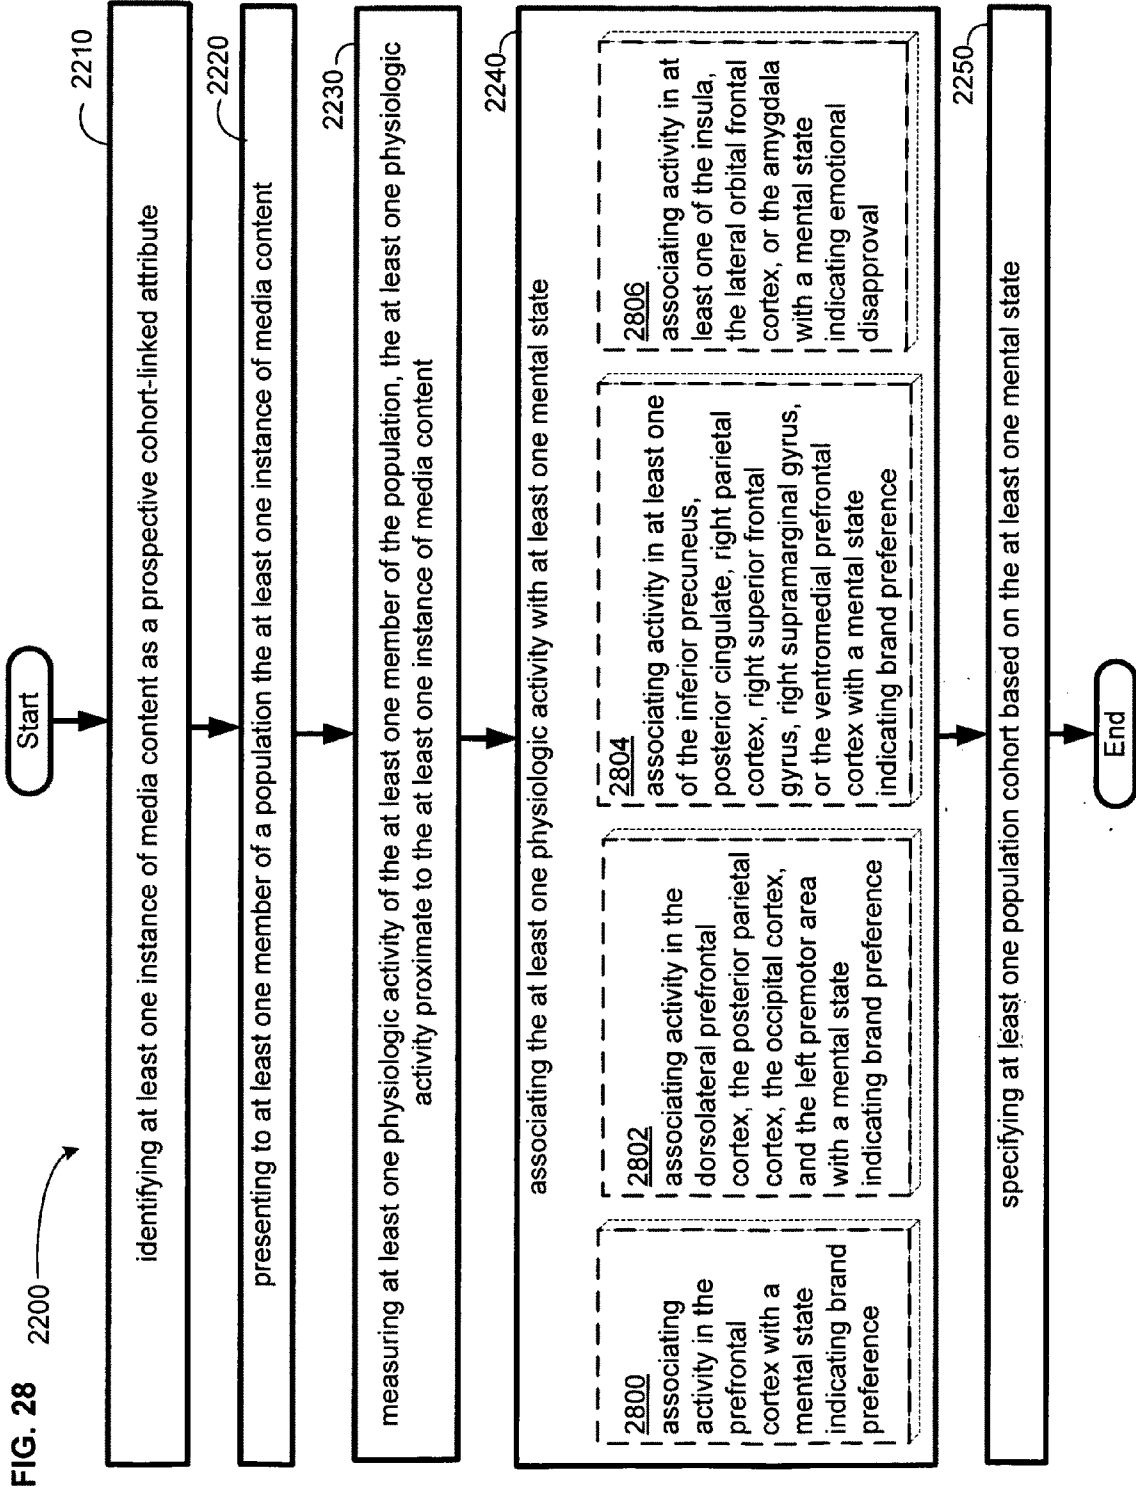 FIG. 28
2200
Start
2210
identifying at least one instance of media content as a prospective cohort-linked attribute
2220
presenting to at least one member of a population the at least one instance of media content
2230
measuring at least one physiologic activity of the at least one member of the population, the at least one physiologic
activity proximate to the at least one instance of media content
2240
associating the at least one physiologic activity with at least one mental state
2800
associating
activity in the
prefrontal
cortex with a
mental state
indicating brand
preference
2802
associating activity in the
dorsolateral prefrontal
cortex, the posterior parietal
cortex, the occipital cortex,
and the left premotor area
with a mental state
indicating brand preference
2804
associating activity in at least one
of the inferior precuneus,
posterior cingulate, right parietal
cortex, right superior frontal
gyrus, right supramarginal gyrus,
or the ventromedial prefrontal
cortex with a mental state
indicating brand preference
2806
associating activity in at
least one of the insula,
the lateral orbital frontal
cortex, or the amygdala
with a mental state
indicating emotional
disapproval
2250
specifying at least one population cohort based on the at least one mental state
End